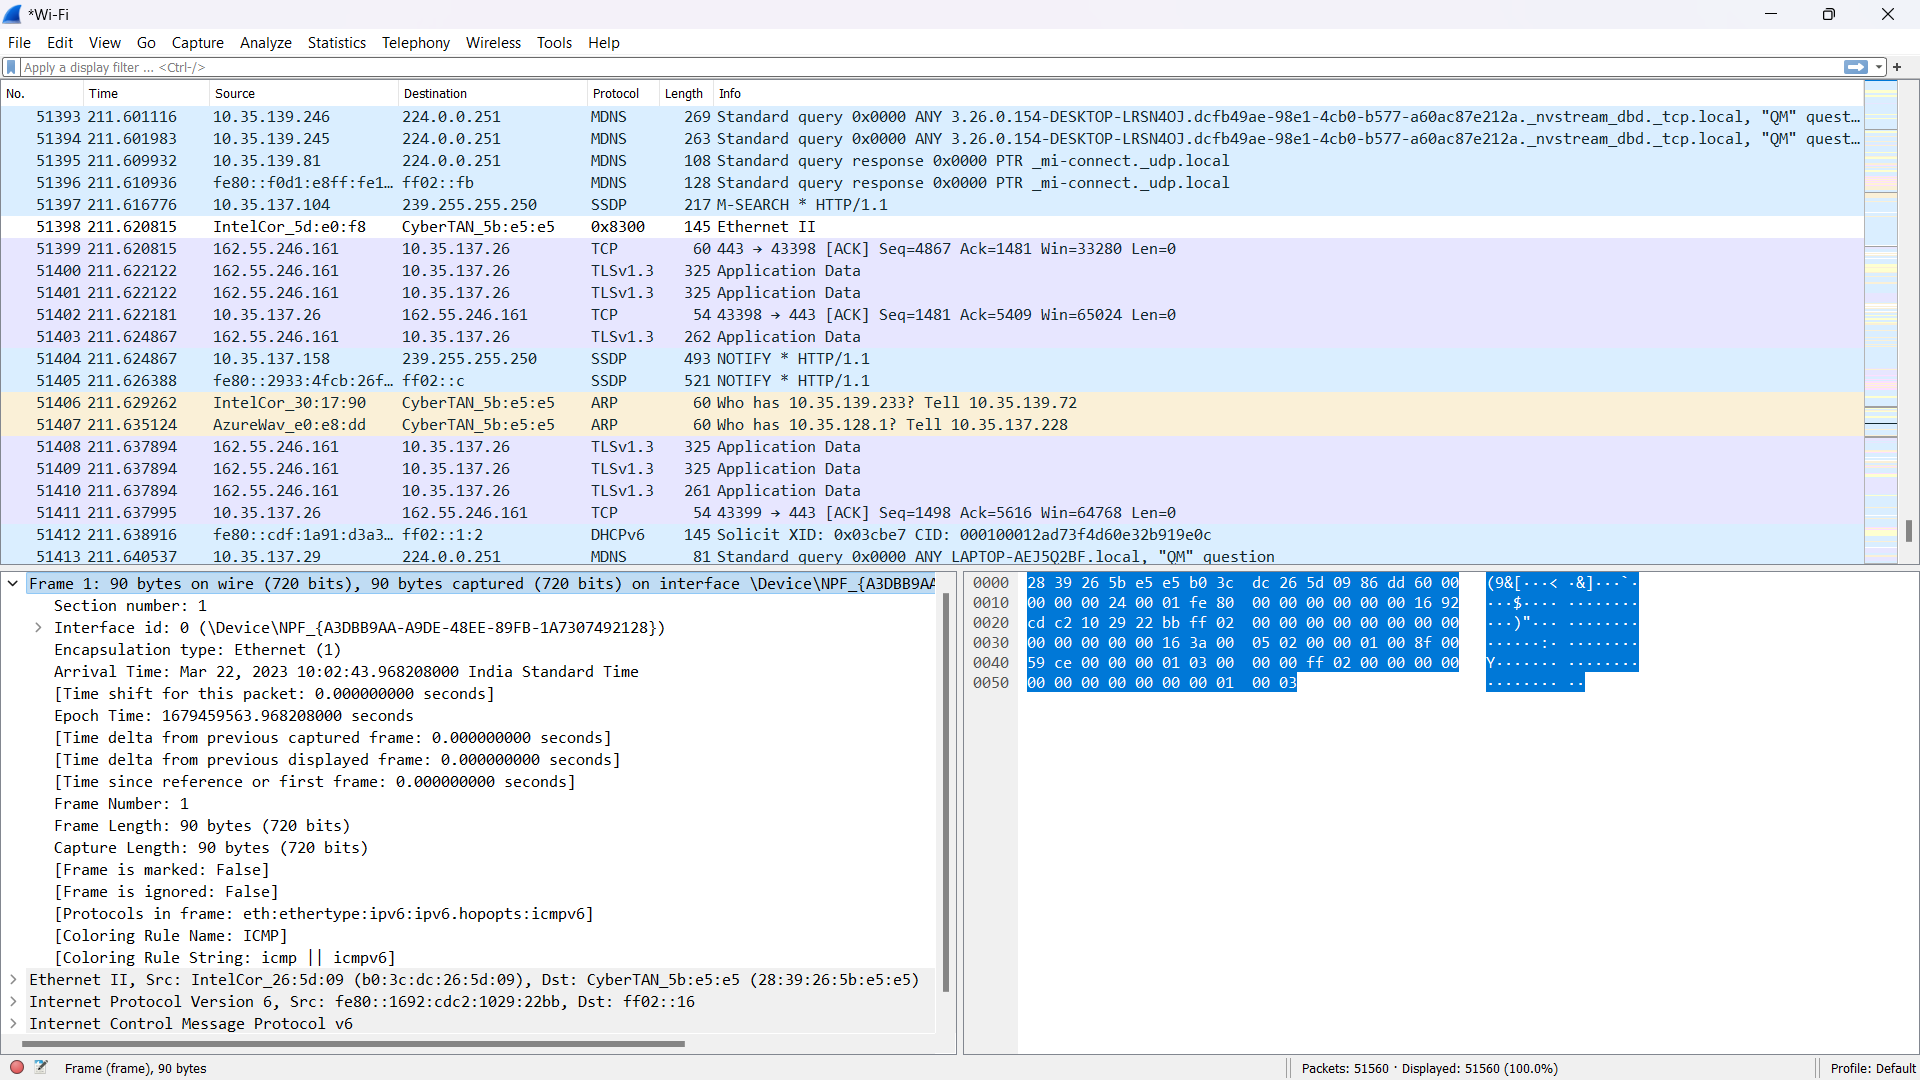 *Wi-Fi
File Edit View Go Capture Analyze Statistics Telephony Wireless Tools Help
Apply a display filter ... <Ctrl-/>
No. Time Source Destination Protocol Length Info
51393 211.601116 10.35.139.246 224.0.0.251 MDNS 269 Standard query 0x0000 ANY 3.26.0.154-DESKTOP-LRSN4OJ.dcfb49ae-98e1-4cb0-b577-a60ac87e212a._nvstream_dbd._tcp.local, "QM" quest…
51394 211.601983 10.35.139.245 224.0.0.251 MDNS 263 Standard query 0x0000 ANY 3.26.0.154-DESKTOP-LRSN4OJ.dcfb49ae-98e1-4cb0-b577-a60ac87e212a._nvstream_dbd._tcp.local, "QM" quest…
51395 211.609932 10.35.139.81 224.0.0.251 MDNS 108 Standard query response 0x0000 PTR _mi-connect._udp.local
51396 211.610936 fe80::f0d1:e8ff:fe1… ff02::fb MDNS 128 Standard query response 0x0000 PTR _mi-connect._udp.local
51397 211.616776 10.35.137.104 239.255.255.250 SSDP 217 M-SEARCH * HTTP/1.1
51398 211.620815 IntelCor_5d:e0:f8 CyberTAN_5b:e5:e5 0x8300 145 Ethernet II
51399 211.620815 162.55.246.161 10.35.137.26 TCP 60 443 → 43398 [ACK] Seq=4867 Ack=1481 Win=33280 Len=0
51400 211.622122 162.55.246.161 10.35.137.26 TLSv1.3 325 Application Data
51401 211.622122 162.55.246.161 10.35.137.26 TLSv1.3 325 Application Data
51402 211.622181 10.35.137.26 162.55.246.161 TCP 54 43398 → 443 [ACK] Seq=1481 Ack=5409 Win=65024 Len=0
51403 211.624867 162.55.246.161 10.35.137.26 TLSv1.3 262 Application Data
51404 211.624867 10.35.137.158 239.255.255.250 SSDP 493 NOTIFY * HTTP/1.1
51405 211.626388 fe80::2933:4fcb:26f… ff02::c SSDP 521 NOTIFY * HTTP/1.1
51406 211.629262 IntelCor_30:17:90 CyberTAN_5b:e5:e5 ARP 60 Who has 10.35.139.233? Tell 10.35.139.72
51407 211.635124 AzureWav_e0:e8:dd CyberTAN_5b:e5:e5 ARP 60 Who has 10.35.128.1? Tell 10.35.137.228
51408 211.637894 162.55.246.161 10.35.137.26 TLSv1.3 325 Application Data
51409 211.637894 162.55.246.161 10.35.137.26 TLSv1.3 325 Application Data
51410 211.637894 162.55.246.161 10.35.137.26 TLSv1.3 261 Application Data
51411 211.637995 10.35.137.26 162.55.246.161 TCP 54 43399 → 443 [ACK] Seq=1498 Ack=5616 Win=64768 Len=0
51412 211.638916 fe80::cdf:1a91:d3a3… ff02::1:2 DHCPv6 145 Solicit XID: 0x03cbe7 CID: 000100012ad73f4d60e32b919e0c
51413 211.640537 10.35.137.29 224.0.0.251 MDNS 81 Standard query 0x0000 ANY LAPTOP-AEJ5Q2BF.local, "QM" question
Frame 1: 90 bytes on wire (720 bits), 90 bytes captured (720 bits) on interface \Device\NPF_{A3DBB9AA
Section number: 1
Interface id: 0 (\Device\NPF_{A3DBB9AA-A9DE-48EE-89FB-1A7307492128})
Encapsulation type: Ethernet (1)
Arrival Time: Mar 22, 2023 10:02:43.968208000 India Standard Time
[Time shift for this packet: 0.000000000 seconds]
Epoch Time: 1679459563.968208000 seconds
[Time delta from previous captured frame: 0.000000000 seconds]
[Time delta from previous displayed frame: 0.000000000 seconds]
[Time since reference or first frame: 0.000000000 seconds]
Frame Number: 1
Frame Length: 90 bytes (720 bits)
Capture Length: 90 bytes (720 bits)
[Frame is marked: False]
[Frame is ignored: False]
[Protocols in frame: eth:ethertype:ipv6:ipv6.hopopts:icmpv6]
[Coloring Rule Name: ICMP]
[Coloring Rule String: icmp || icmpv6]
Ethernet II, Src: IntelCor_26:5d:09 (b0:3c:dc:26:5d:09), Dst: CyberTAN_5b:e5:e5 (28:39:26:5b:e5:e5)
Internet Protocol Version 6, Src: fe80::1692:cdc2:1029:22bb, Dst: ff02::16
Internet Control Message Protocol v6
0000 28 39 26 5b e5 e5 b0 3c dc 26 5d 09 86 dd 60 00 (9&[···< ·&]···`·
0010 00 00 00 24 00 01 fe 80 00 00 00 00 00 00 16 92 ···$···· ········
0020 cd c2 10 29 22 bb ff 02 00 00 00 00 00 00 00 00 ···)"··· ········
0030 00 00 00 00 00 16 3a 00 05 02 00 00 01 00 8f 00 ······:· ········
0040 59 ce 00 00 00 01 03 00 00 00 ff 02 00 00 00 00 Y······· ········
0050 00 00 00 00 00 00 00 01 00 03 ········ ··
Frame (frame), 90 bytes
Packets: 51560 · Displayed: 51560 (100.0%)
Profile: Default